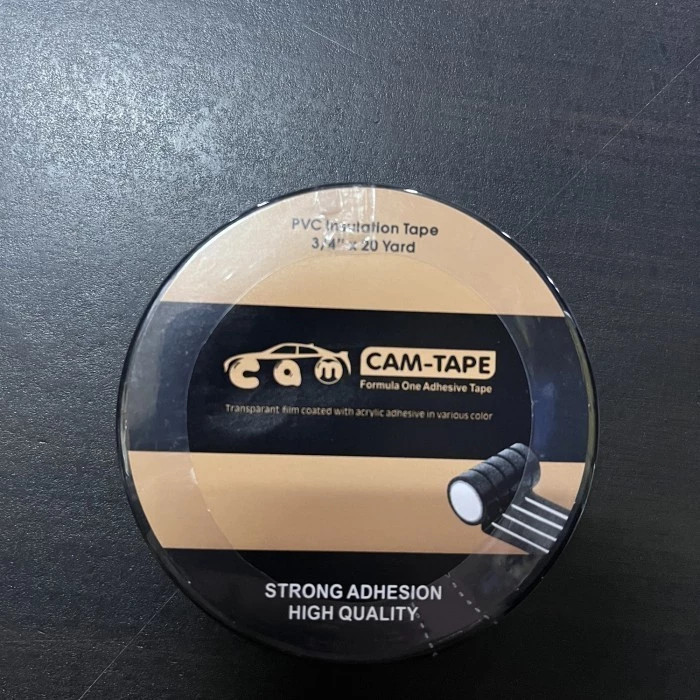 PVC Insulation Tape
3/4" x 20 Yard
cam
CAM-TAPE
Formula One Adhesive Tape
Transparant film coated with acrylic adhesive in various color
STRONG ADHESION
HIGH QUALITY